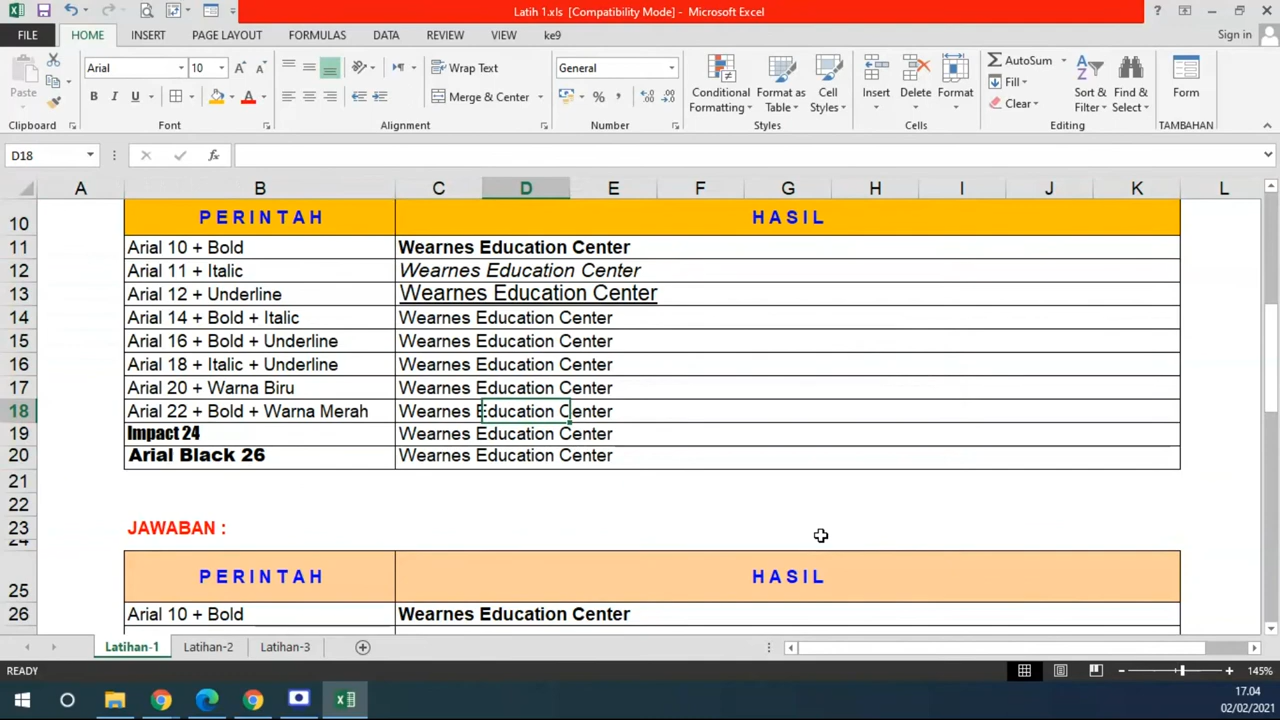 Latih 1.xls [Compatibility Mode] - Microsoft Excel
FILE HOME INSERT PAGE LAYOUT FORMULAS DATA REVIEW VIEW ke9 Sign in
Paste
Arial 10
B I U
Wrap Text
Merge & Center
General
% ,
Conditional Formatting
Format as Table
Cell Styles
Insert Delete Format
AutoSum
Fill
Clear
Sort & Filter
Find & Select
Form
Clipboard Font Alignment Number Styles Cells Editing TAMBAHAN
D18 fx
A B C D E F G H I J K L
10 P E R I N T A H H A S I L
11 Arial 10 + Bold Wearnes Education Center
12 Arial 11 + Italic Wearnes Education Center
13 Arial 12 + Underline Wearnes Education Center
14 Arial 14 + Bold + Italic Wearnes Education Center
15 Arial 16 + Bold + Underline Wearnes Education Center
16 Arial 18 + Italic + Underline Wearnes Education Center
17 Arial 20 + Warna Biru Wearnes Education Center
18 Arial 22 + Bold + Warna Merah Wearnes Education Center
19 Impact 24 Wearnes Education Center
20 Arial Black 26 Wearnes Education Center
21
22
23 JAWABAN :
24
25 P E R I N T A H H A S I L
26 Arial 10 + Bold Wearnes Education Center
Latihan-1 Latihan-2 Latihan-3
READY 145%
17.04
02/02/2021